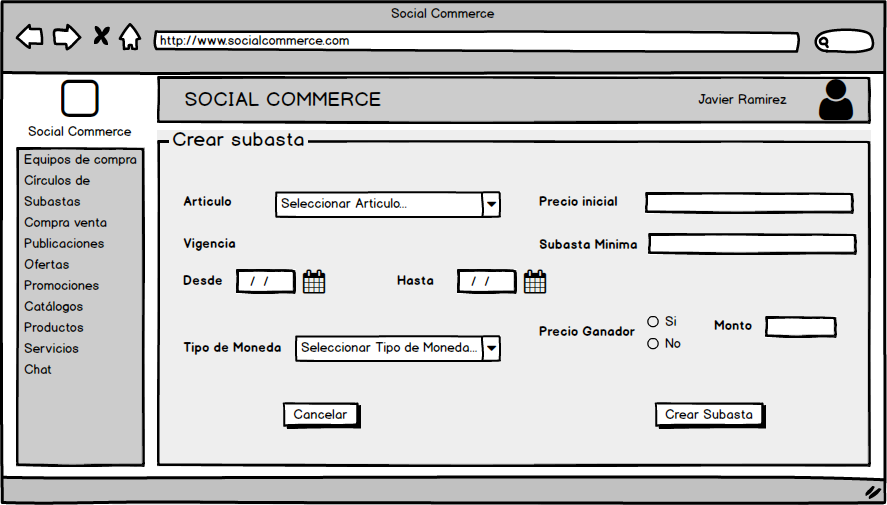 Social Commerce
http://www.socialcommerce.com
Social Commerce
SOCIAL COMMERCE
Javier Ramirez
Equipos de compra
Círculos de
Subastas
Compra venta
Publicaciones
Ofertas
Promociones
Catálogos
Productos
Servicios
Chat
Crear subasta
Articulo
Seleccionar Articulo...
Precio inicial
Vigencia
Subasta Minima
Desde
/ /
Hasta
/ /
Tipo de Moneda
Seleccionar Tipo de Moneda...
Precio Ganador
Si
No
Monto
Cancelar
Crear Subasta